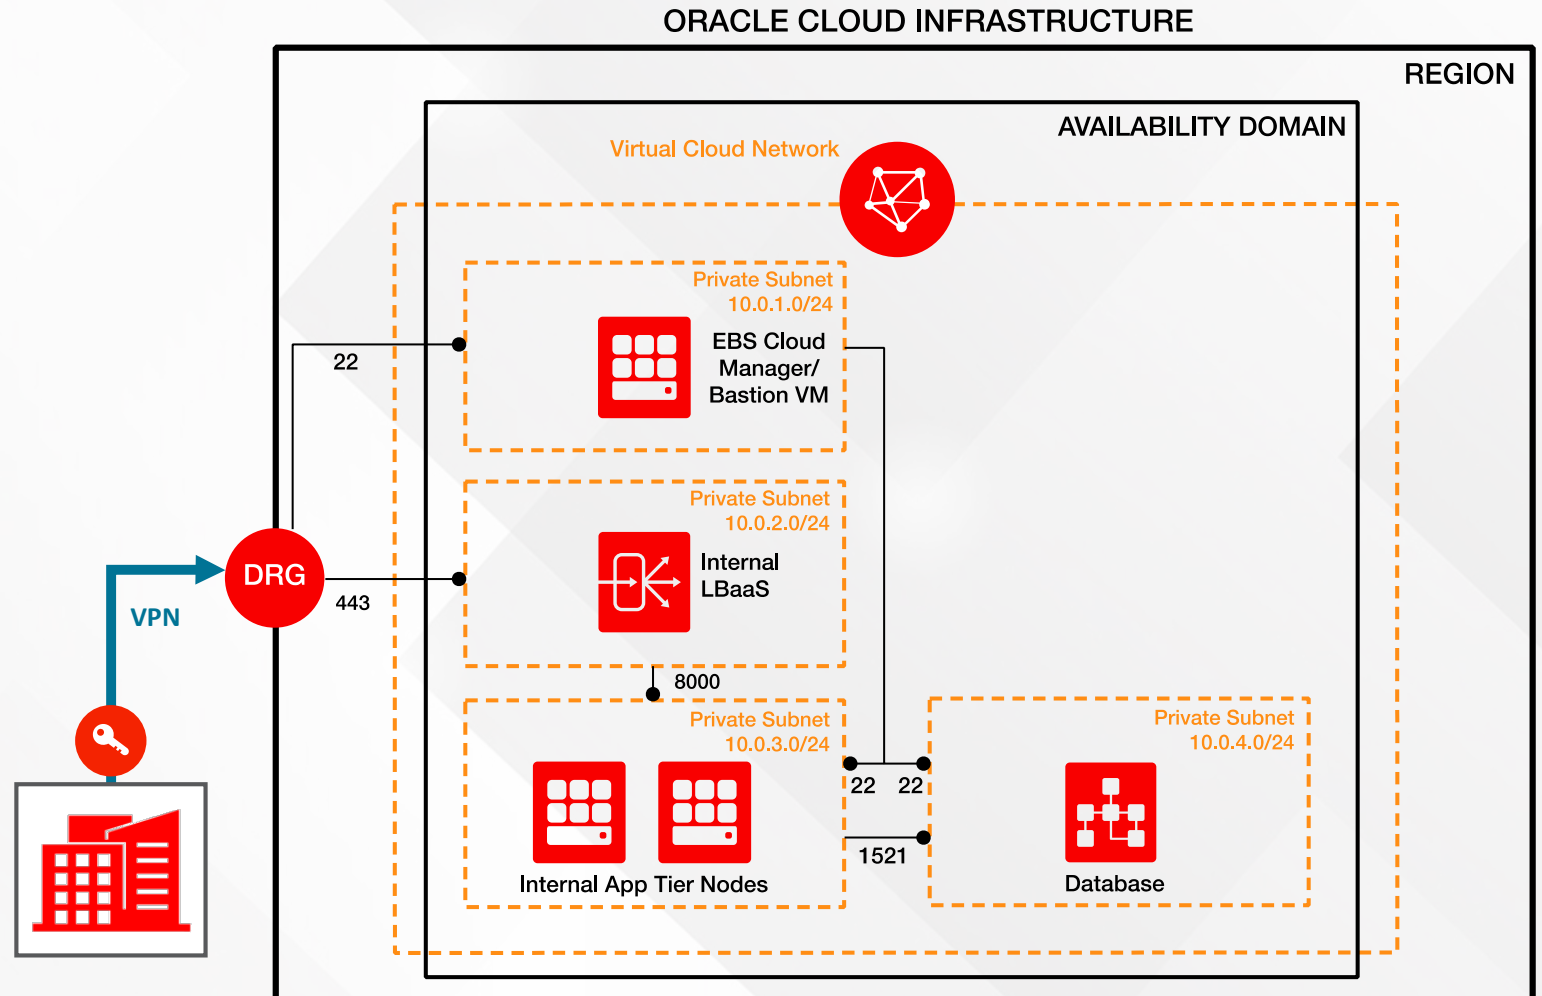 ORACLE CLOUD INFRASTRUCTURE
REGION
AVAILABILITY DOMAIN
Virtual Cloud Network
Private Subnet
10.0.1.0/24
EBS Cloud
Manager/
Bastion VM
22
Private Subnet
10.0.2.0/24
Internal
LBaaS
DRG
443
VPN
8000
Private Subnet
10.0.3.0/24
Internal App Tier Nodes
22
22
1521
Private Subnet
10.0.4.0/24
Database